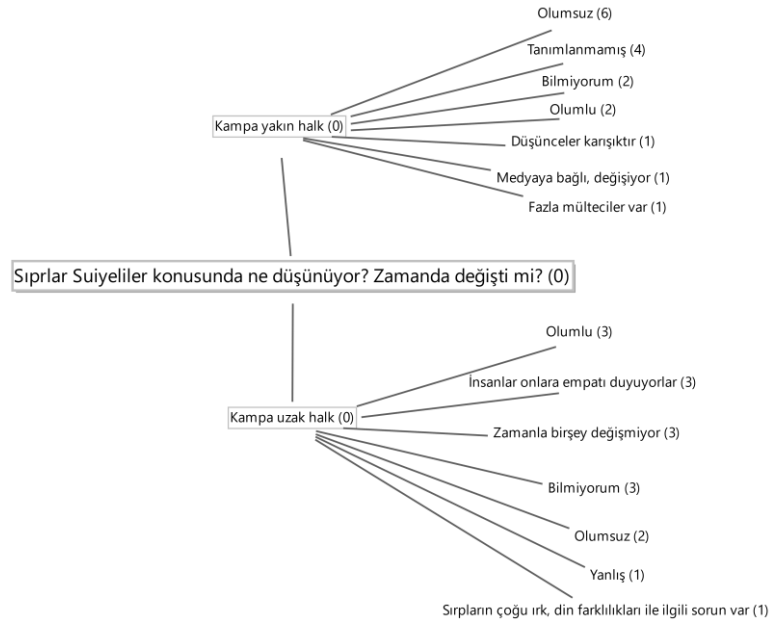 Olumsuz (6)
Tanımlanmamış (4)
Bilmiyorum (2)
Olumlu (2)
Kampa yakın halk (0)
Düşünceler karışıktır (1)
Medyaya bağlı, değişiyor (1)
Fazla mülteciler var (1)
Sıprlar Suiyeliler konusunda ne düşünüyor? Zamanda değişti mi? (0)
Olumlu (3)
İnsanlar onlara empatı duyuyorlar (3)
Kampa uzak halk (0)
Zamanla birşey değişmiyor (3)
Bilmiyorum (3)
Olumsuz (2)
Yanlış (1)
Sırpların çoğu ırk, din farklılıkları ile ilgili sorun var (1)